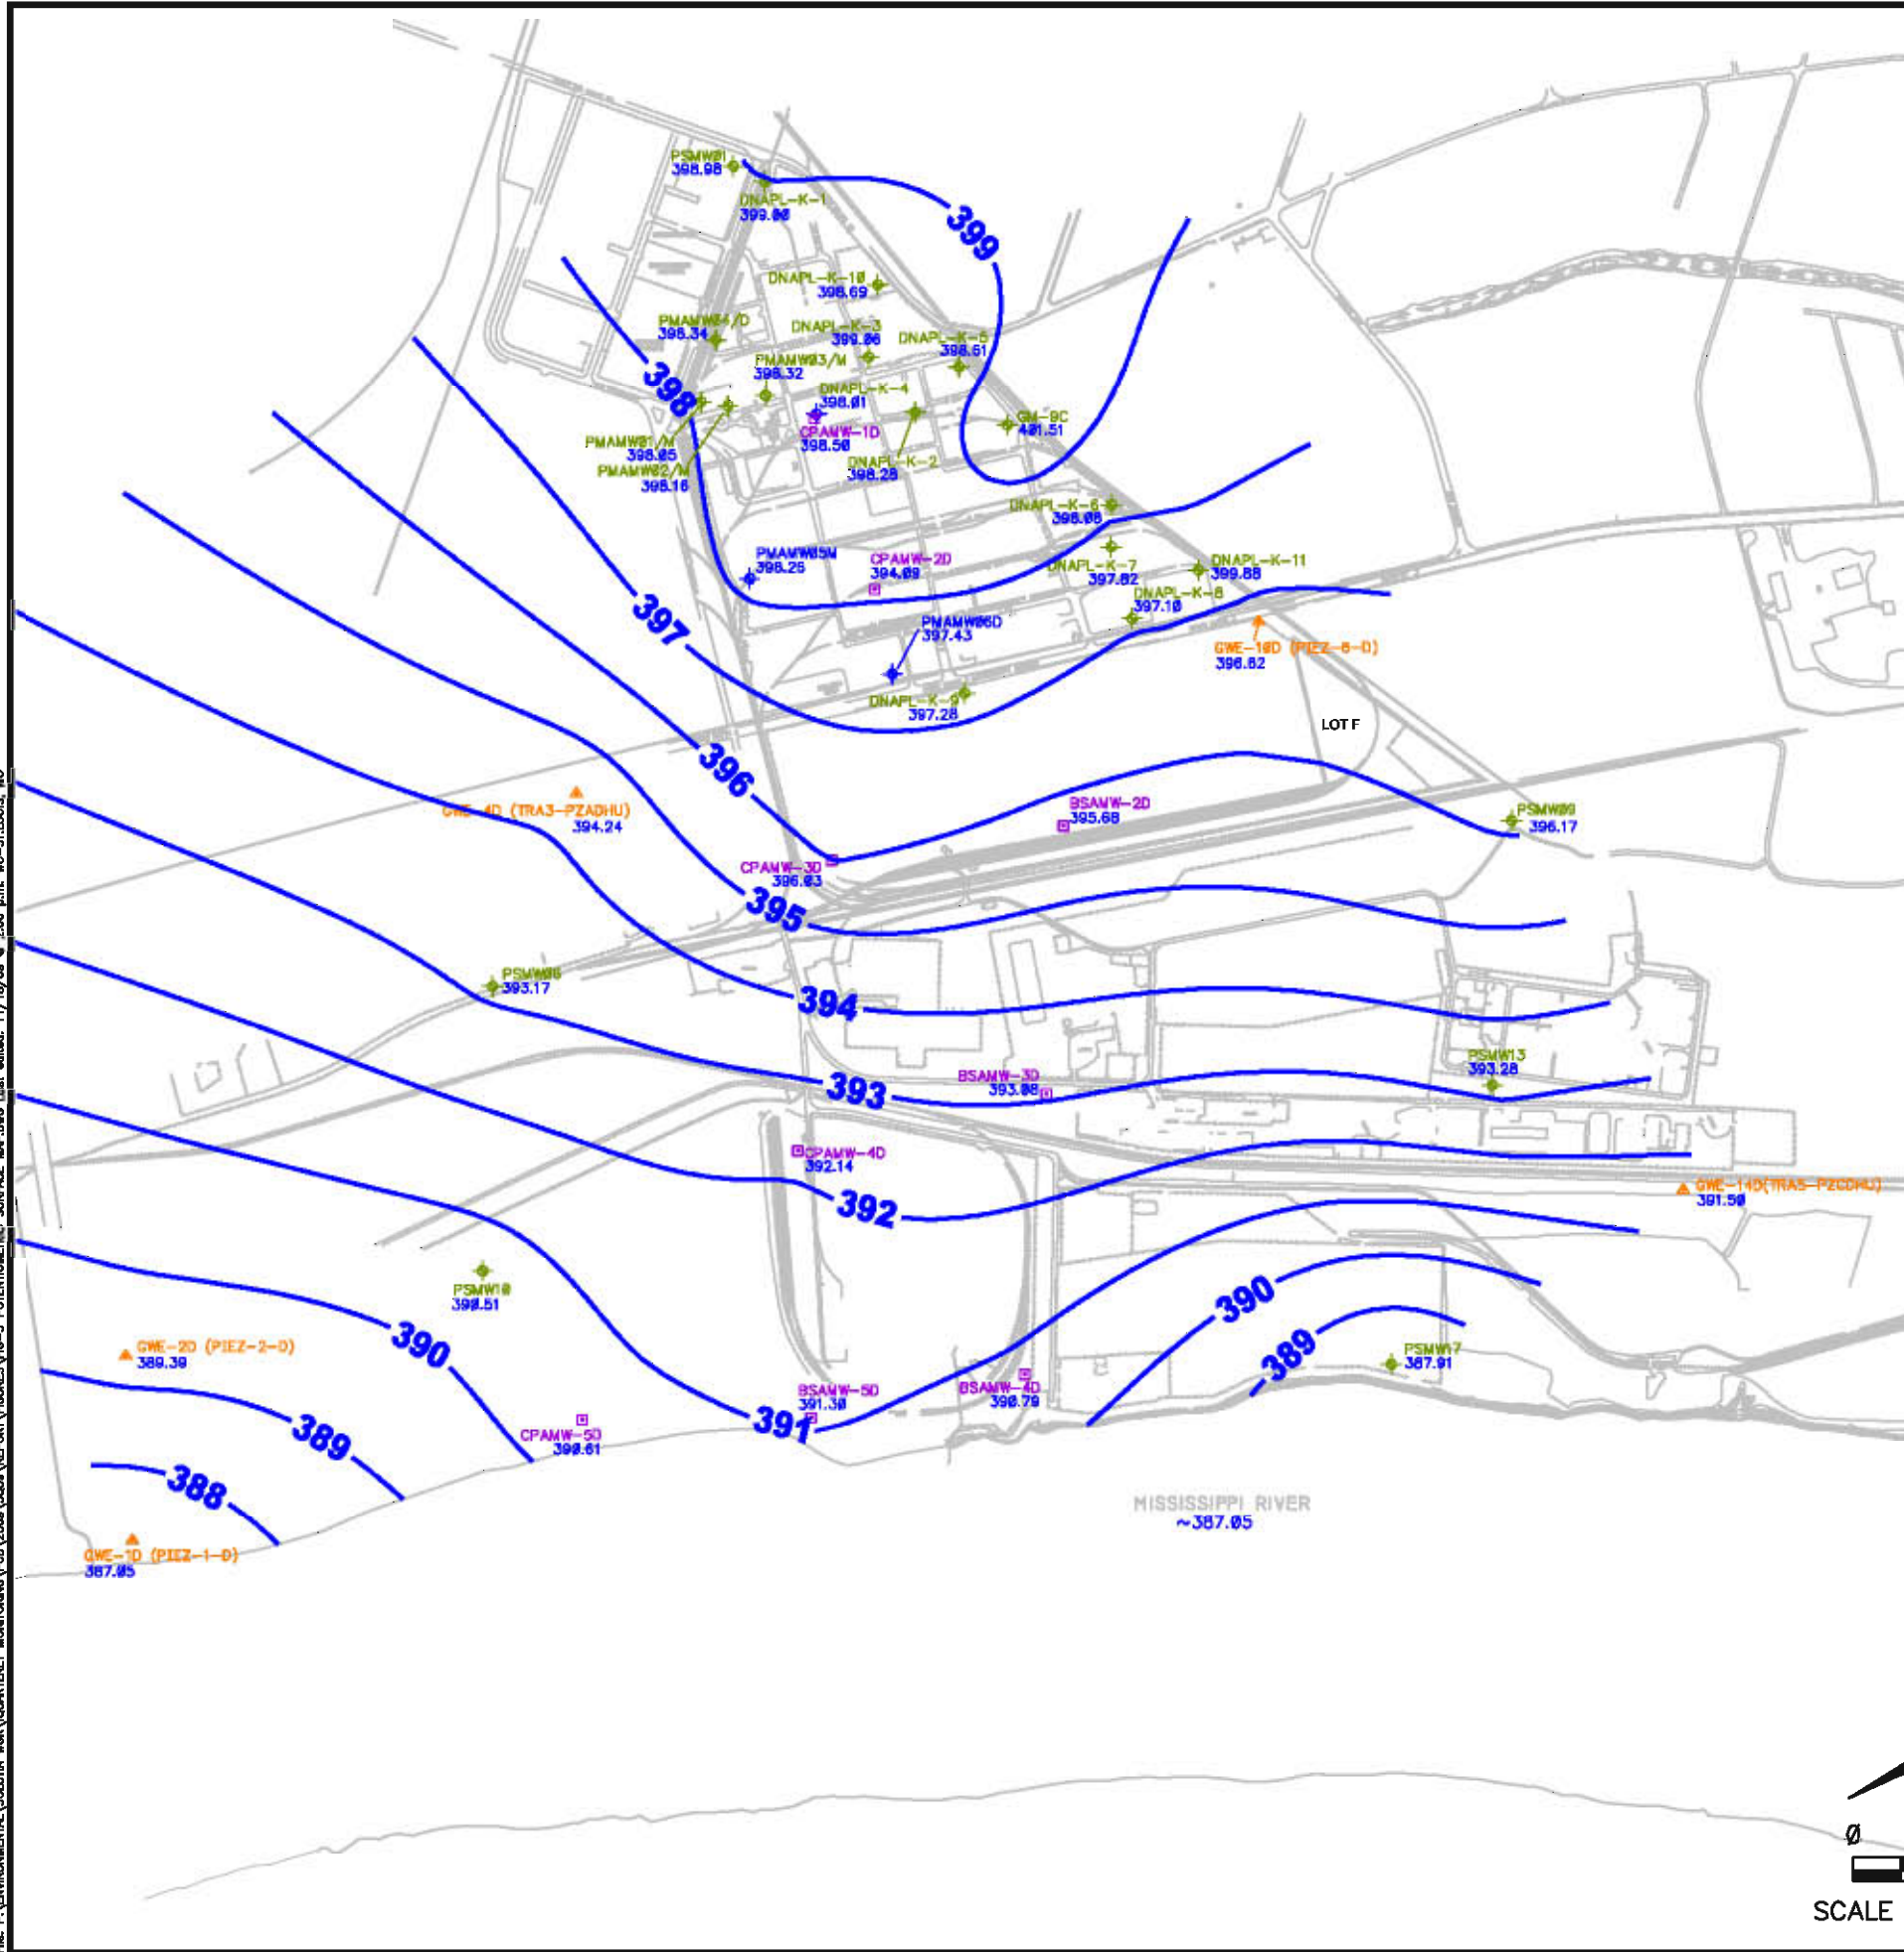 PSMW01
398.98
DNAPL-K-1
399.00
399
DNAPL-K-10
398.69
PMAMW04/D
398.34
DNAPL-K-3
399.06
DNAPL-K-5
398.51
PMAMW03/M
398.32
398
DNAPL-K-4
398.01
GM-9C
401.51
CPAMW-1D
398.50
PMAMW01/M
398.05
PMAMW02/M
398.16
DNAPL-K-2
398.28
DNAPL-K-6
398.08
PMAMW05M
398.25
CPAMW-2D
394.09
DNAPL-K-7
397.82
DNAPL-K-11
399.88
DNAPL-K-8
397.10
397
PMAMW06D
397.43
GWE-10D (PIEZ-6-D)
396.82
DNAPL-K-9
397.28
LOT F
396
GWE-4D (TRA3-PZADHU)
394.24
BSAMW-2D
395.68
PSMW09
396.17
CPAMW-3D
396.03
395
PSMW06
393.17
394
PSMW13
393.28
BSAMW-3D
393.08
393
CPAMW-4D
392.14
392
GWE-14D(TRA5-PZCDHU)
391.50
PSMW10
390.51
390
390
GWE-2D (PIEZ-2-D)
389.39
389
PSMW17
387.91
BSAMW-5D
391.30
BSAMW-4D
390.79
391
CPAMW-5D
390.61
389
388
MISSISSIPPI RIVER
~387.05
GWE-1D (PIEZ-1-D)
387.05
0
SCALE